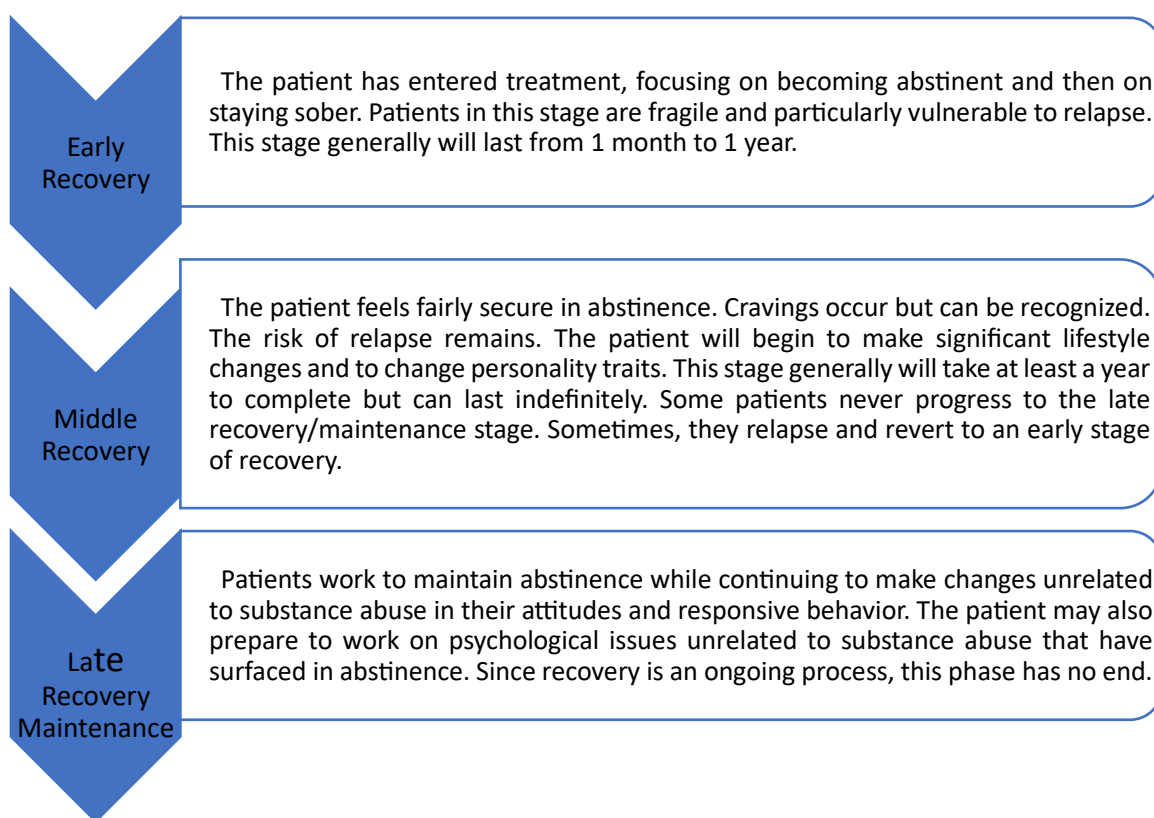 Early
Recovery
The patient has entered treatment, focusing on becoming abstinent and then on
staying sober. Patients in this stage are fragile and particularly vulnerable to relapse.
This stage generally will last from 1 month to 1 year.
Middle
Recovery
The patient feels fairly secure in abstinence. Cravings occur but can be recognized.
The risk of relapse remains. The patient will begin to make significant lifestyle
changes and to change personality traits. This stage generally will take at least a year
to complete but can last indefinitely. Some patients never progress to the late
recovery/maintenance stage. Sometimes, they relapse and revert to an early stage
of recovery.
Late
Recovery
Maintenance
Patients work to maintain abstinence while continuing to make changes unrelated
to substance abuse in their attitudes and responsive behavior. The patient may also
prepare to work on psychological issues unrelated to substance abuse that have
surfaced in abstinence. Since recovery is an ongoing process, this phase has no end.